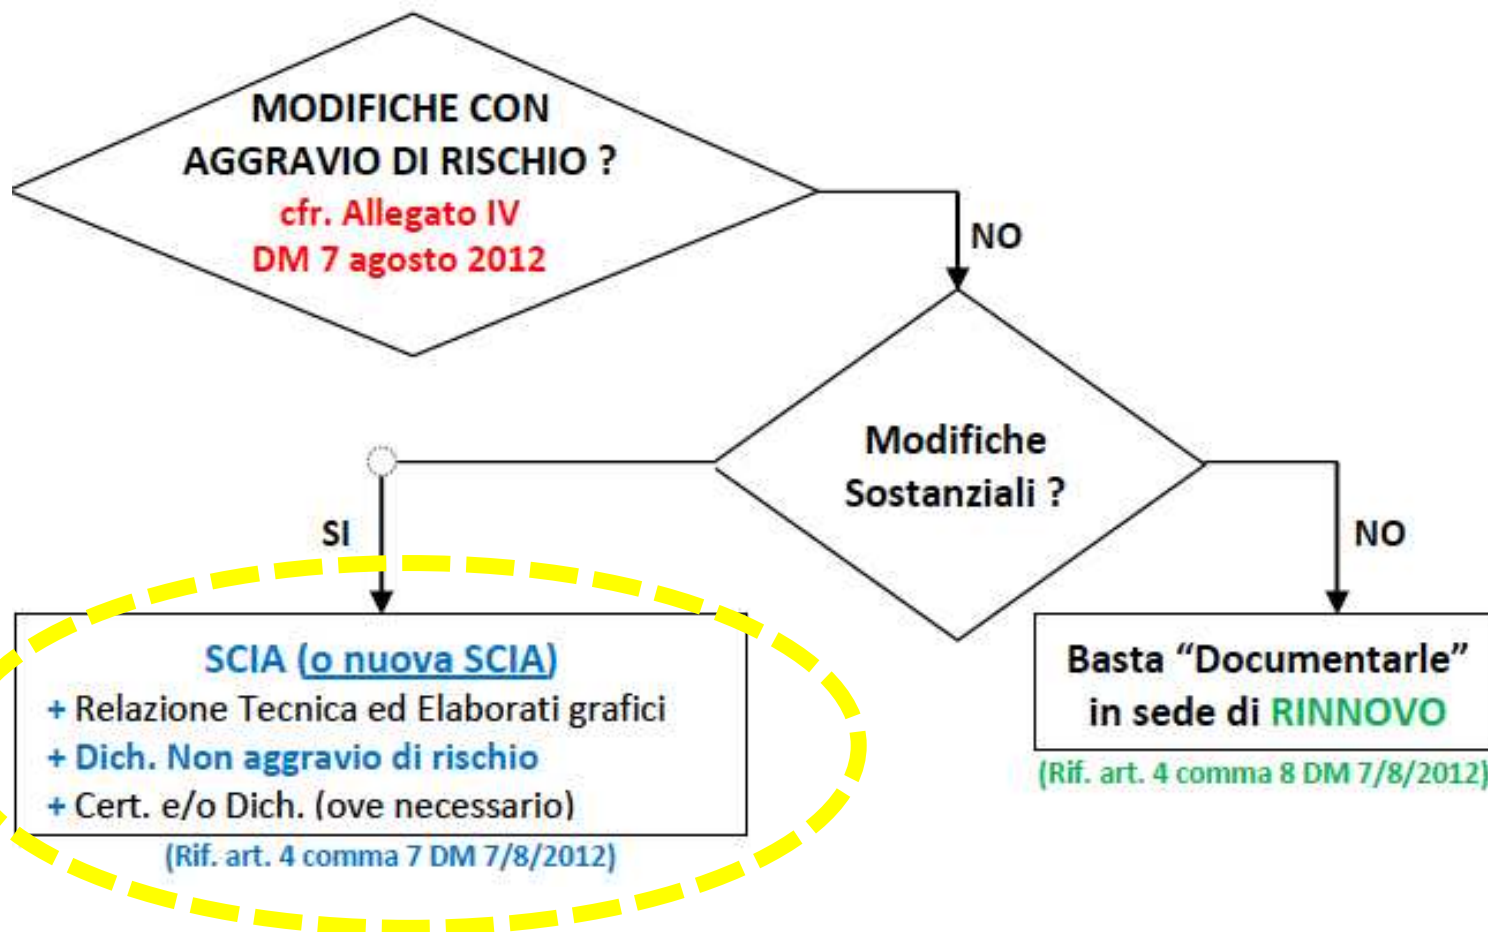 MODIFICHE CON
AGGRAVIO DI RISCHIO ?
cfr. Allegato IV
DM 7 agosto 2012
NO
Modifiche
Sostanziali ?
SI
NO
SCIA (o nuova SCIA)
+ Relazione Tecnica ed Elaborati grafici
+ Dich. Non aggravio di rischio
+ Cert. e/o Dich. (ove necessario)
(Rif. art. 4 comma 7 DM 7/8/2012)
Basta “Documentarle”
in sede di RINNOVO
(Rif. art. 4 comma 8 DM 7/8/2012)